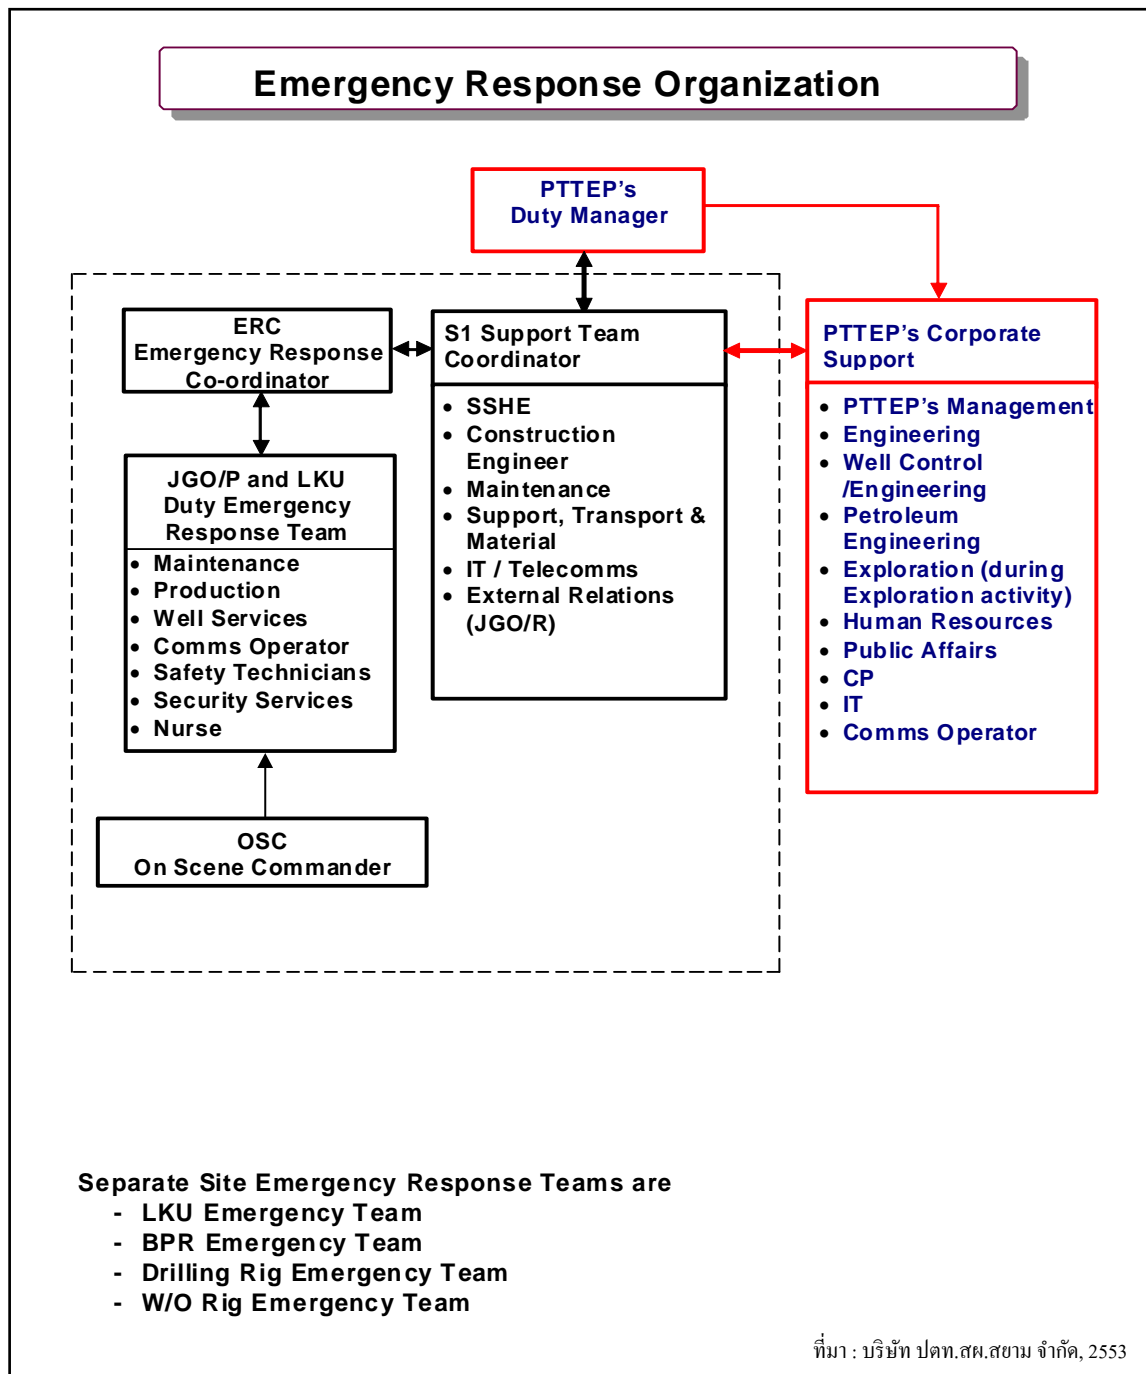 Emergency Response Organization
PTTEP's
Duty Manager
ERC
Emergency Response
Co-ordinator
S1 Support Team
Coordinator
• SSHE
• Construction
Engineer
• Maintenance
• Support, Transport &
Material
• IT / Telecomms
• External Relations
(JGO/R)
PTTEP's Corporate
Support
• PTTEP's Management
• Engineering
• Well Control
/Engineering
• Petroleum
Engineering
• Exploration (during
Exploration activity)
• Human Resources
• Public Affairs
• CP
• IT
• Comms Operator
JGO/P and LKU
Duty Emergency
Response Team
• Maintenance
• Production
• Well Services
• Comms Operator
• Safety Technicians
• Security Services
• Nurse
OSC
On Scene Commander
Separate Site Emergency Response Teams are
- LKU Emergency Team
- BPR Emergency Team
- Drilling Rig Emergency Team
- W/O Rig Emergency Team
ที่มา : บริษัท ปตท.สผ.สยาม จำกัด, 2553